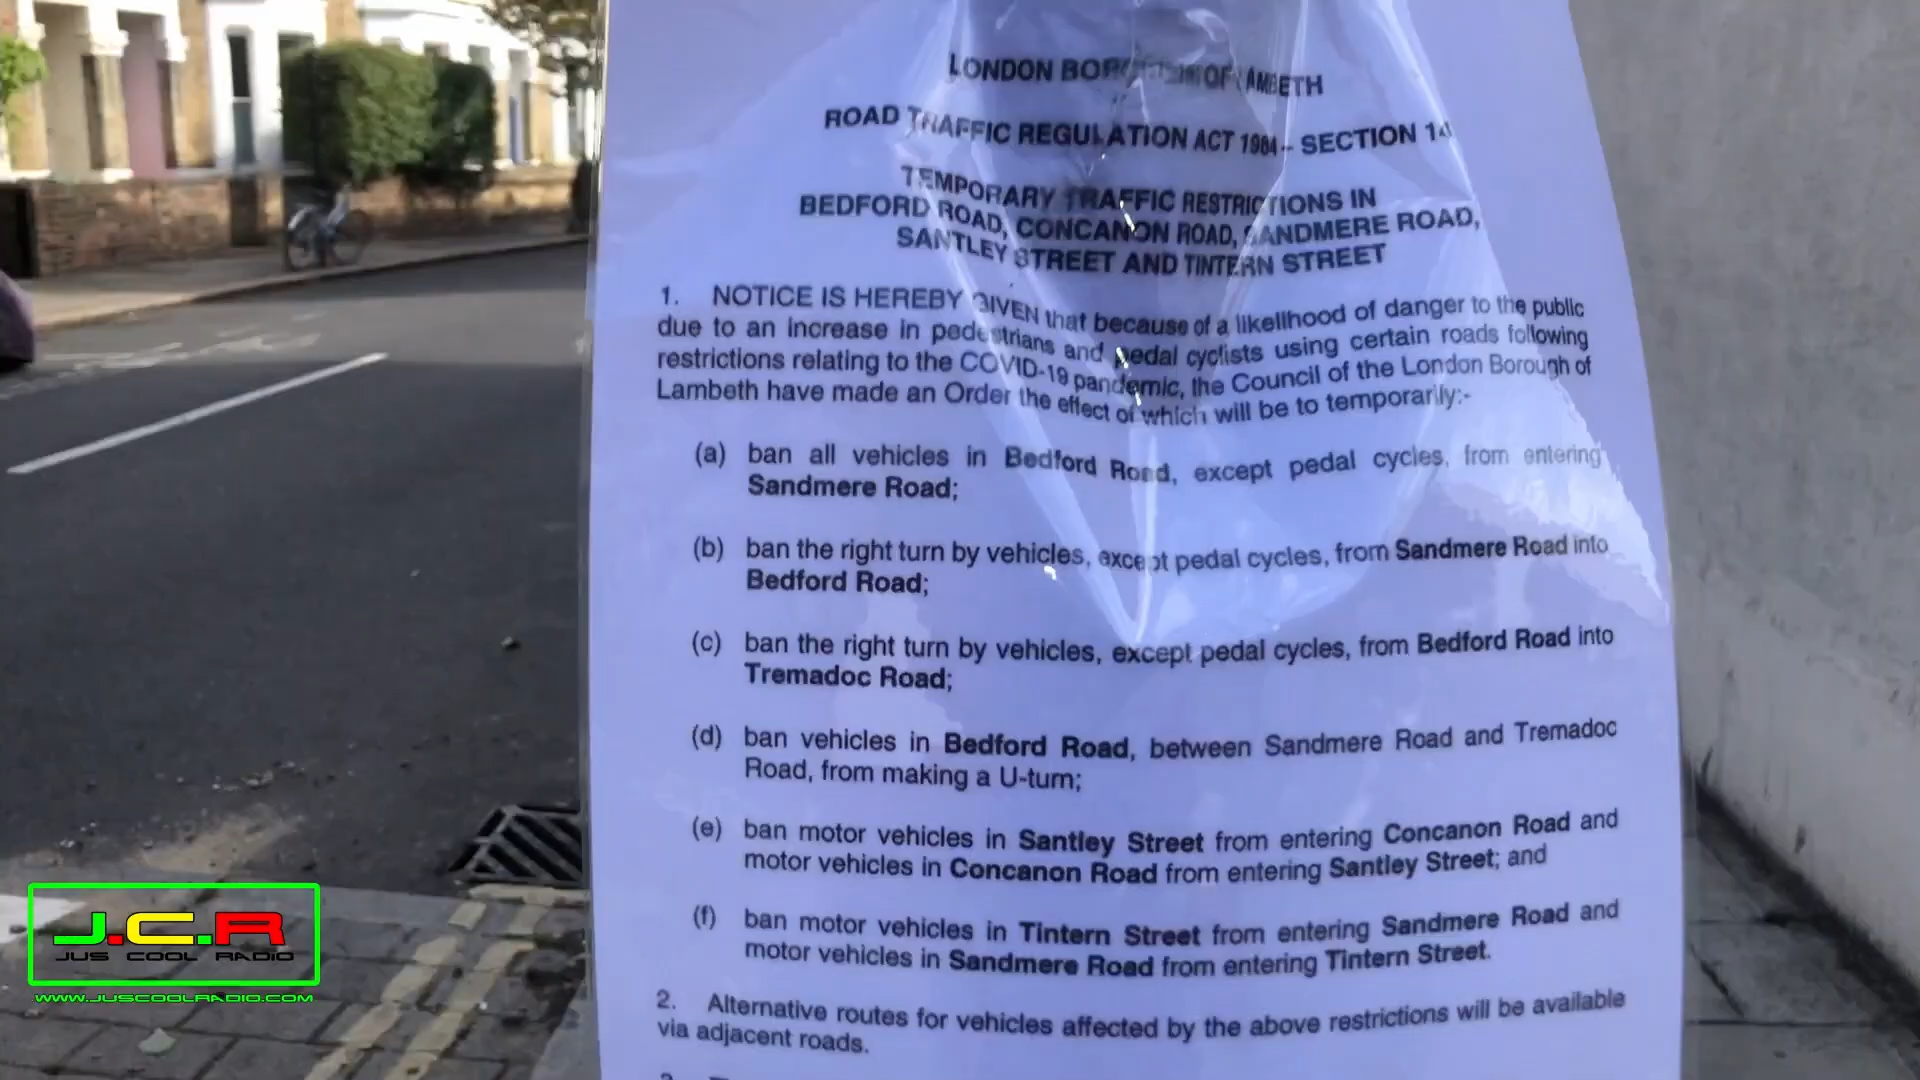 LONDON BOROUGH OF LAMBETH
ROAD TRAFFIC REGULATION ACT 1984 - SECTION 14
TEMPORARY TRAFFIC RESTRICTIONS IN
BEDFORD ROAD, CONCANON ROAD, SANDMERE ROAD,
SANTLEY STREET AND TINTERN STREET
1. NOTICE IS HEREBY GIVEN that because of a likelihood of danger to the public
due to an increase in pedestrians and pedal cyclists using certain roads following
restrictions relating to the COVID-19 pandemic, the Council of the London Borough of
Lambeth have made an Order the effect of which will be to temporarily:-
(a) ban all vehicles in Bedford Road, except pedal cycles, from entering
Sandmere Road;
(b) ban the right turn by vehicles, except pedal cycles, from Sandmere Road into
Bedford Road;
(c) ban the right turn by vehicles, except pedal cycles, from Bedford Road into
Tremadoc Road;
(d) ban vehicles in Bedford Road, between Sandmere Road and Tremadoc
Road, from making a U-turn;
(e) ban motor vehicles in Santley Street from entering Concanon Road and
motor vehicles in Concanon Road from entering Santley Street; and
(f) ban motor vehicles in Tintern Street from entering Sandmere Road and
motor vehicles in Sandmere Road from entering Tintern Street.
2. Alternative routes for vehicles affected by the above restrictions will be available
via adjacent roads.
J.C.R
JUS COOL RADIO
WWW.JUSCOOLRADIO.COM